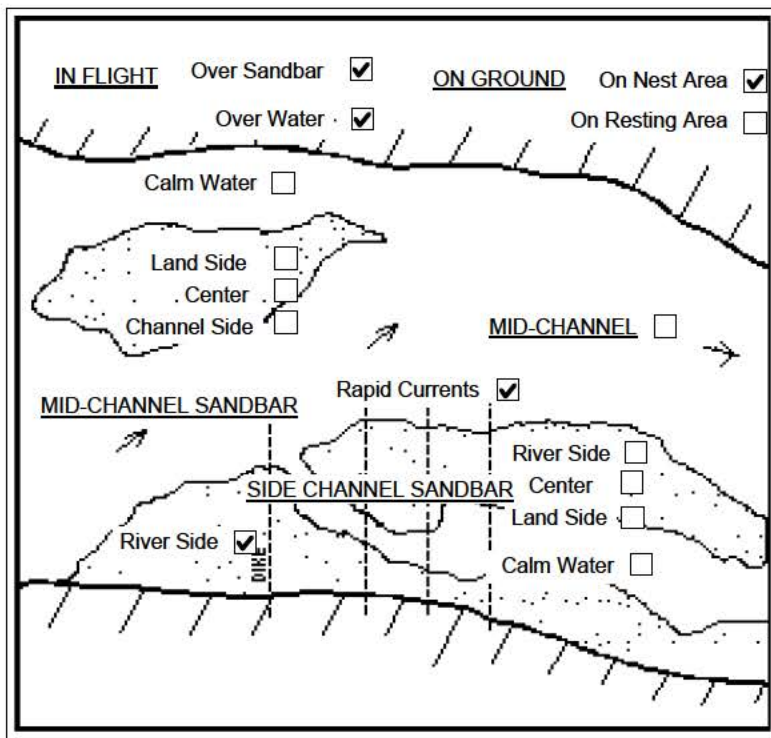 IN FLIGHT Over Sandbar ON GROUND On Nest Area
Over Water On Resting Area
Calm Water
Land Side
Center
Channel Side
MID-CHANNEL
Rapid Currents
MID-CHANNEL SANDBAR
River Side
SIDE CHANNEL SANDBAR Center
Land Side
River Side
DIKE
Calm Water